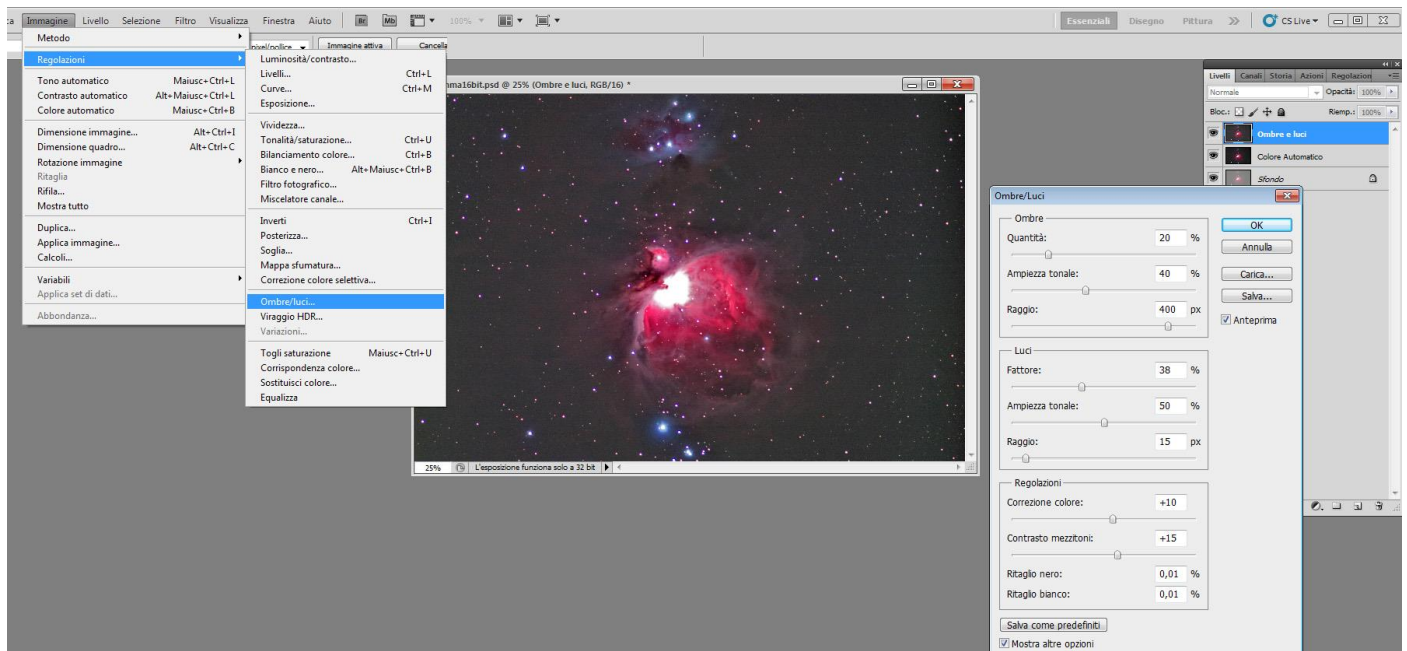 Immagine Livello Selezione Filtro Visualizza Finestra Aiuto Br Mb 100% Essenziali Disegno Pittura CS Live
pixel/pollice Immagine attiva Cancella
Metodo
Regolazioni
Tono automatico Maiusc+Ctrl+L
Contrasto automatico Alt+Maiusc+Ctrl+L
Colore automatico Maiusc+Ctrl+B
Dimensione immagine... Alt+Ctrl+I
Dimensione quadro... Alt+Ctrl+C
Rotazione immagine
Ritaglia
Rifila...
Mostra tutto
Duplica...
Applica immagine...
Calcoli...
Variabili
Applica set di dati...
Abbondanza...
Luminosità/contrasto...
Livelli... Ctrl+L
Curve... Ctrl+M
Esposizione...
Vividezza...
Tonalità/saturazione... Ctrl+U
Bilanciamento colore... Ctrl+B
Bianco e nero... Alt+Maiusc+Ctrl+B
Filtro fotografico...
Miscelatore canale...
Inverti Ctrl+I
Posterizza...
Soglia...
Mappa sfumatura...
Correzione colore selettiva...
Ombre/luci...
Viraggio HDR...
Variazioni...
Togli saturazione Maiusc+Ctrl+U
Corrispondenza colore...
Sostituisci colore...
Equalizza
mma16bit.psd @ 25% (Ombre e luci, RGB/16) *
25% L'esposizione funziona solo a 32 bit
Livelli Canali Storia Azioni Regolazion
Normale Opacità: 100%
Bloc.: Riemp.: 100%
Ombre e luci
Colore Automatico
Sfondo
Ombre/Luci
Ombre
Quantità: 20 %
Ampiezza tonale: 40 %
Raggio: 400 px
Luci
Fattore: 38 %
Ampiezza tonale: 50 %
Raggio: 15 px
Regolazioni
Correzione colore: +10
Contrasto mezzitoni: +15
Ritaglio nero: 0,01 %
Ritaglio bianco: 0,01 %
Salva come predefiniti
Mostra altre opzioni
OK
Annulla
Carica...
Salva...
Anteprima